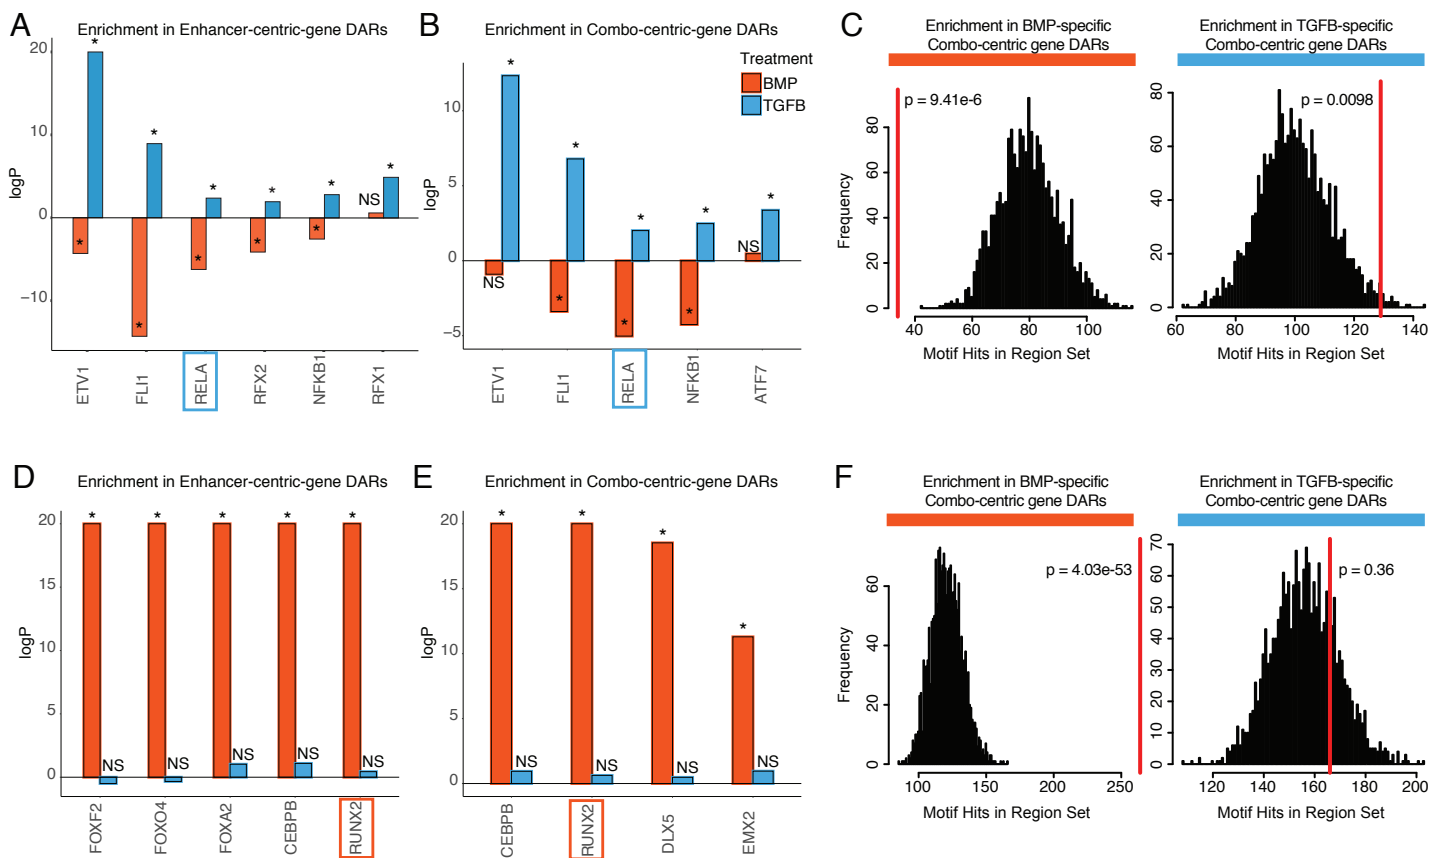 A
Enrichment in Enhancer-centric-gene DARs
logP
20
10
0
−10
*
*
*
*
*
*
*
*
*
*
NS
*
ETV1
FLI1
RELA
RFX2
NFKB1
RFX1
B
Enrichment in Combo-centric-gene DARs
Treatment
BMP
TGFB
logP
10
5
0
−5
*
NS
*
*
*
*
*
*
NS
*
ETV1
FLI1
RELA
NFKB1
ATF7
C
Enrichment in BMP-specific
Combo-centric gene DARs
p = 9.41e-6
Frequency
0
20
40
60
80
40
60
80
100
Motif Hits in Region Set
Enrichment in TGFB-specific
Combo-centric gene DARs
p = 0.0098
0
20
40
60
80
60
80
100
120
140
Motif Hits in Region Set
D
Enrichment in Enhancer-centric-gene DARs
logP
20
15
10
5
0
*
NS
*
NS
*
NS
*
NS
*
NS
FOXF2
FOXO4
FOXA2
CEBPB
RUNX2
E
Enrichment in Combo-centric-gene DARs
logP
20
15
10
5
0
*
NS
*
NS
*
NS
*
NS
CEBPB
RUNX2
DLX5
EMX2
F
Enrichment in BMP-specific
Combo-centric gene DARs
p = 4.03e-53
Frequency
0
20
40
60
100
150
200
250
Motif Hits in Region Set
Enrichment in TGFB-specific
Combo-centric gene DARs
p = 0.36
0
10
20
30
40
50
60
70
120
140
160
180
200
Motif Hits in Region Set